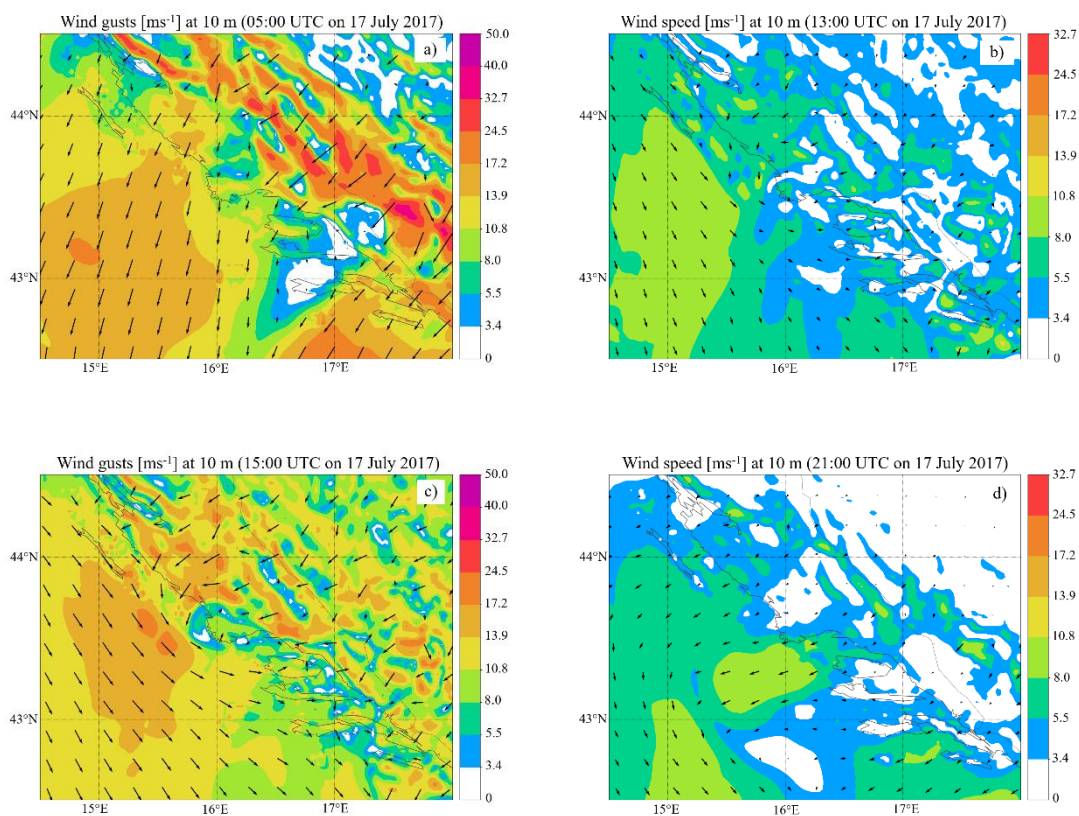 Wind gusts [ms⁻¹] at 10 m (05:00 UTC on 17 July 2017)
a)
50.0
40.0
32.7
24.5
17.2
13.9
10.8
8.0
5.5
3.4
0
44°N
43°N
15°E
16°E
17°E
Wind speed [ms⁻¹] at 10 m (13:00 UTC on 17 July 2017)
b)
32.7
24.5
17.2
13.9
10.8
8.0
5.5
3.4
0
44°N
43°N
15°E
16°E
17°E
Wind gusts [ms⁻¹] at 10 m (15:00 UTC on 17 July 2017)
c)
50.0
40.0
32.7
24.5
17.2
13.9
10.8
8.0
5.5
3.4
0
44°N
43°N
15°E
16°E
17°E
Wind speed [ms⁻¹] at 10 m (21:00 UTC on 17 July 2017)
d)
32.7
24.5
17.2
13.9
10.8
8.0
5.5
3.4
0
44°N
43°N
15°E
16°E
17°E